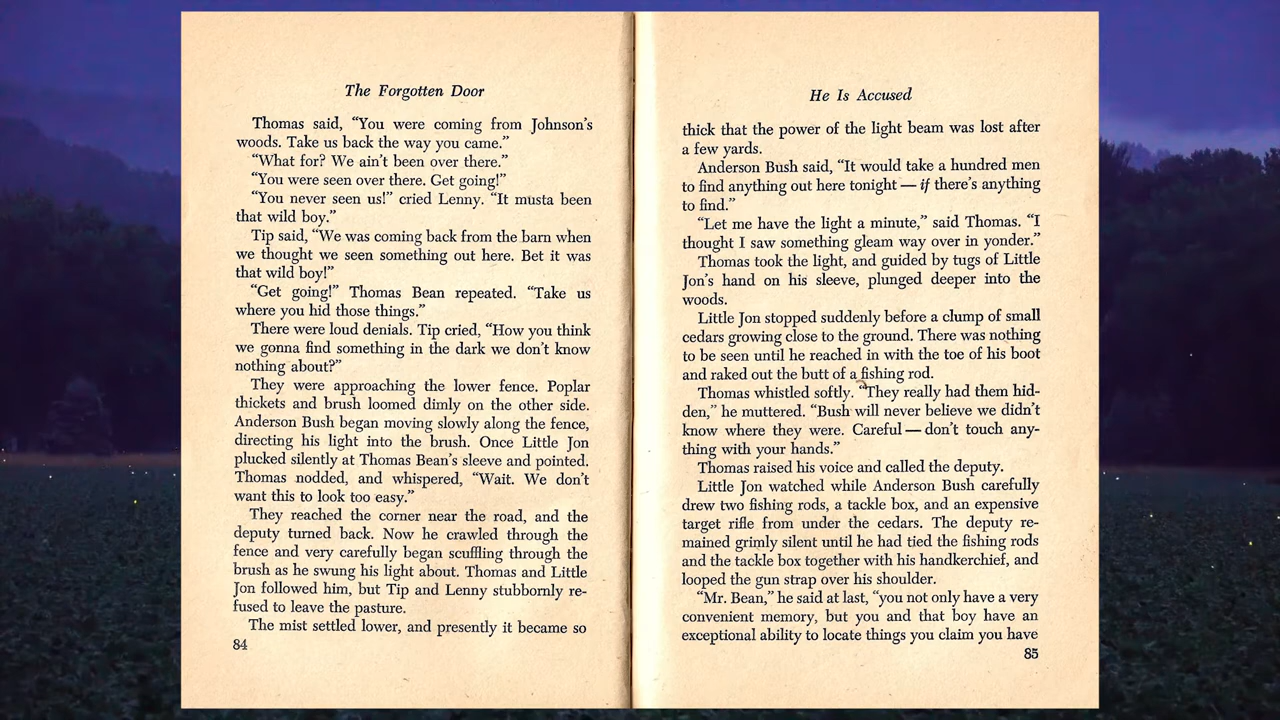 The Forgotten Door
Thomas said, “You were coming from Johnson’s
woods. Take us back the way you came.”
“What for? We ain’t been over there.”
“You were seen over there. Get going!”
“You never seen us!” cried Lenny. “It musta been
that wild boy.”
Tip said, “We was coming back from the barn when
we thought we seen something out here. Bet it was
that wild boy!”
“Get going!” Thomas Bean repeated. “Take us
where you hid those things.”
There were loud denials. Tip cried, “How you think
we gonna find something in the dark we don’t know
nothing about?”
They were approaching the lower fence. Poplar
thickets and brush loomed dimly on the other side.
Anderson Bush began moving slowly along the fence,
directing his light into the brush. Once Little Jon
plucked silently at Thomas Bean’s sleeve and pointed.
Thomas nodded, and whispered, “Wait. We don’t
want this to look too easy.”
They reached the corner near the road, and the
deputy turned back. Now he crawled through the
fence and very carefully began scuffling through the
brush as he swung his light about. Thomas and Little
Jon followed him, but Tip and Lenny stubbornly re-
fused to leave the pasture.
The mist settled lower, and presently it became so
84
He Is Accused
thick that the power of the light beam was lost after
a few yards.
Anderson Bush said, “It would take a hundred men
to find anything out here tonight — if there’s anything
to find.”
“Let me have the light a minute,” said Thomas. “I
thought I saw something gleam way over in yonder.”
Thomas took the light, and guided by tugs of Little
Jon’s hand on his sleeve, plunged deeper into the
woods.
Little Jon stopped suddenly before a clump of small
cedars growing close to the ground. There was nothing
to be seen until he reached in with the toe of his boot
and raked out the butt of a fishing rod.
Thomas whistled softly. “They really had them hid-
den,” he muttered. “Bush will never believe we didn’t
know where they were. Careful — don’t touch any-
thing with your hands.”
Thomas raised his voice and called the deputy.
Little Jon watched while Anderson Bush carefully
drew two fishing rods, a tackle box, and an expensive
target rifle from under the cedars. The deputy re-
mained grimly silent until he had tied the fishing rods
and the tackle box together with his handkerchief, and
looped the gun strap over his shoulder.
“Mr. Bean,” he said at last, “you not only have a very
convenient memory, but you and that boy have an
exceptional ability to locate things you claim you have
85